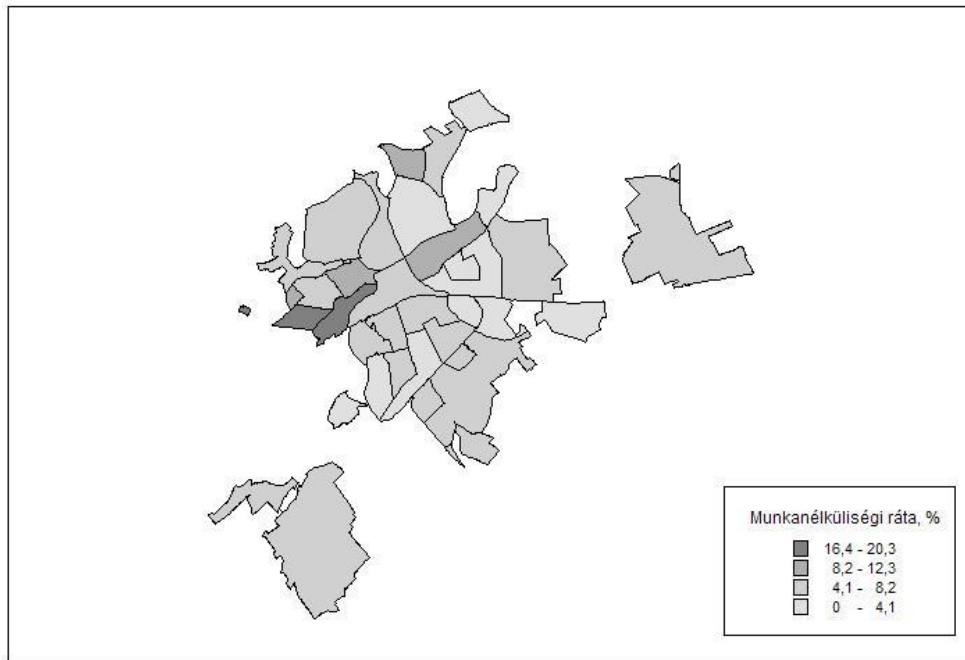 Munkanélküliségi ráta, %
16,4 - 20,3
8,2 - 12,3
4,1 - 8,2
0 - 4,1